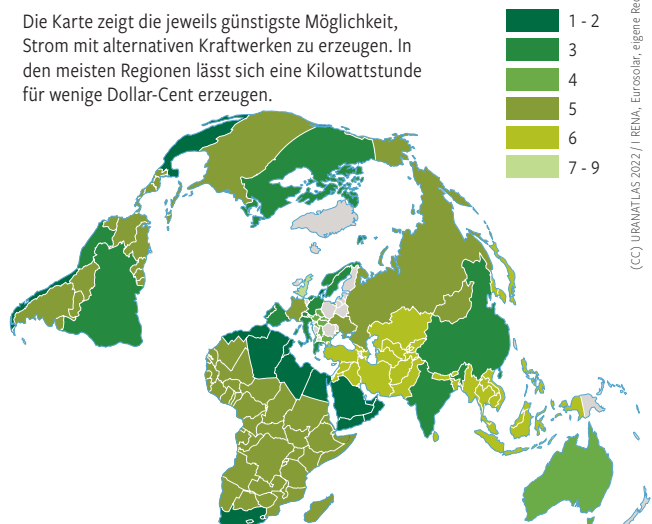 Die Karte zeigt die jeweils günstigste Möglichkeit,
Strom mit alternativen Kraftwerken zu erzeugen. In
den meisten Regionen lässt sich eine Kilowattstunde
für wenige Dollar-Cent erzeugen.
1 - 2
3
4
5
6
7 - 9
(CC) URANATLAS 2022 / I RENA, Eurosolar, eigene